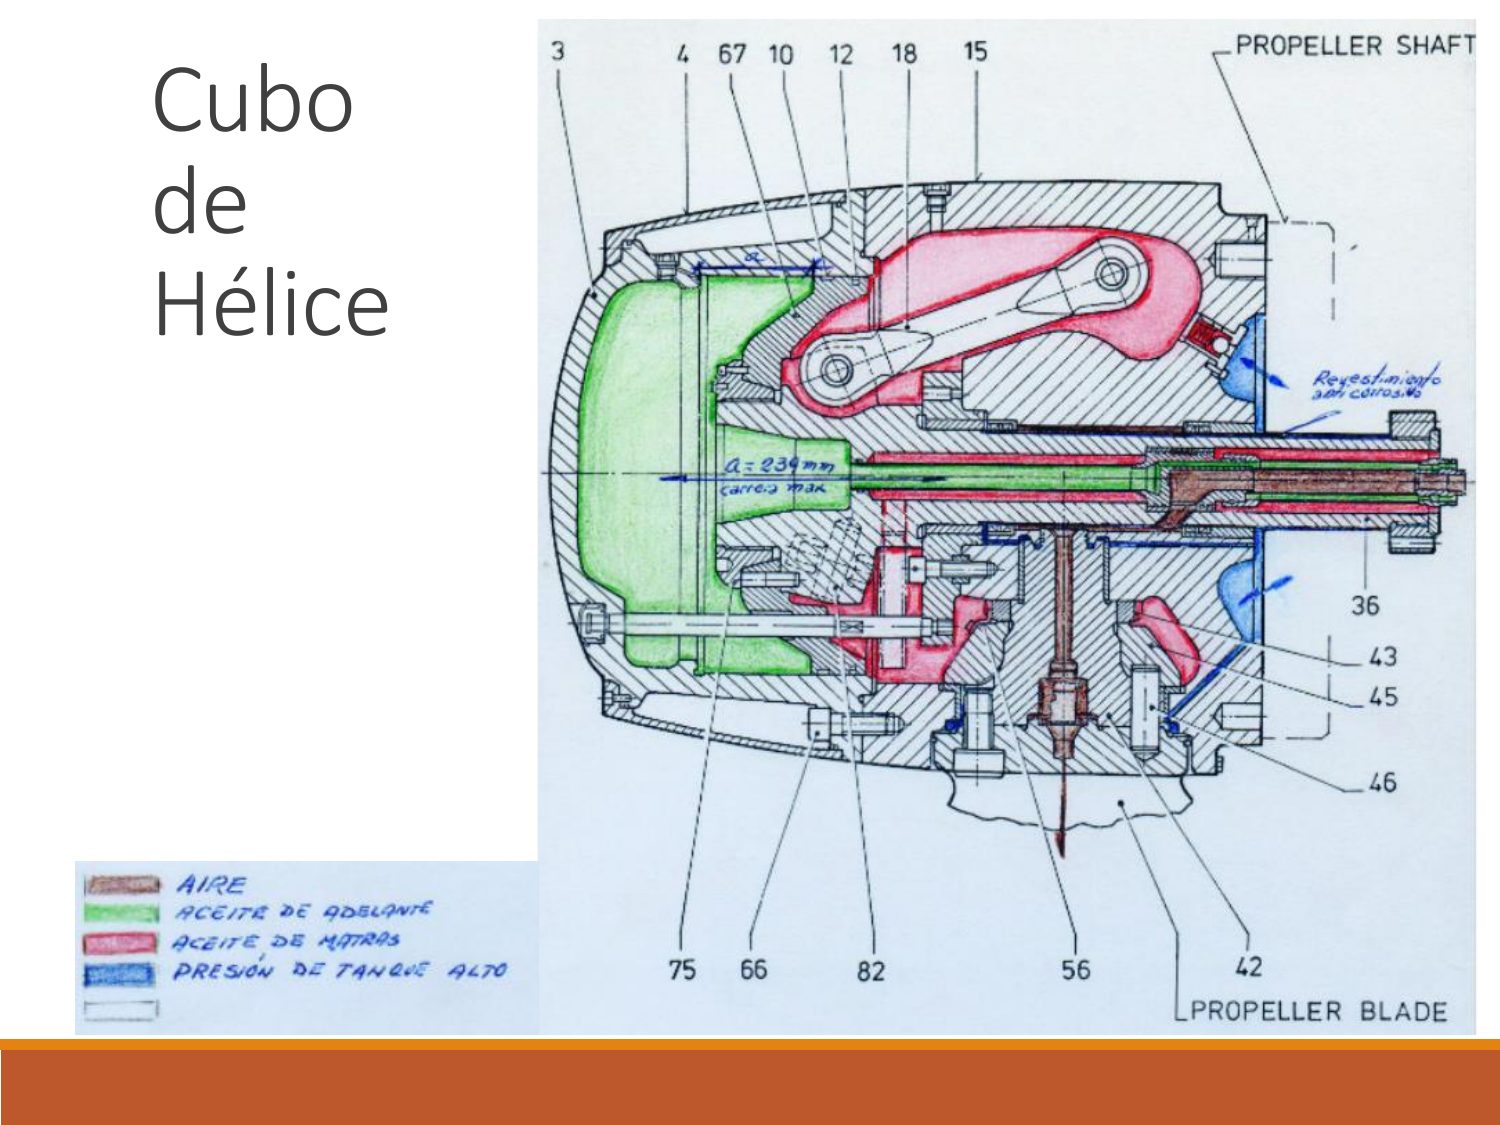 Cubo
de
Hélice
3 4 67 10 12 18 15 PROPELLER SHAFT
a
Revestimiento
anticorrosivo
a = 239 mm
carrera max
36
43
45
46
75 66 82 56 42
PROPELLER BLADE
AIRE
ACEITE DE ADELANTE
ACEITE DE MATRAS
PRESIÓN DE TANQUE ALTO